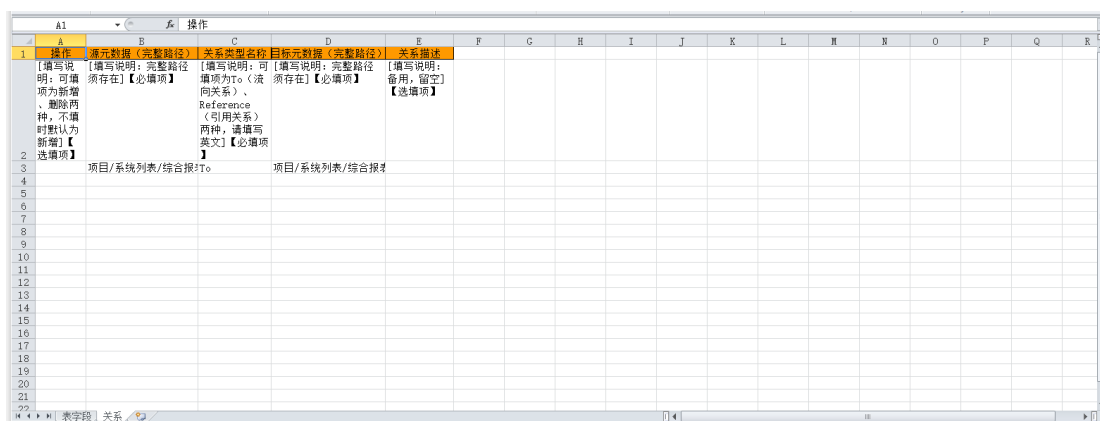 A1 fx 操作
A B C D E F G H I J K L M N O P Q R
1 操作 源元数据（完整路径） 关系类型名称 目标元数据（完整路径） 关系描述
[填写说明：可填项为新增、删除两种，不填时默认为新增]【选填项】
[填写说明：完整路径须存在]【必填项】
[填写说明：可填项为To（流向关系）、Reference（引用关系）两种，请填写英文]【必填项】
[填写说明：完整路径须存在]【必填项】
[填写说明：备用，留空]【选填项】
2
3 项目/系统列表/综合报 To 项目/系统列表/综合报表
4
5
6
7
8
9
10
11
12
13
14
15
16
17
18
19
20
21
22
表字段 关系